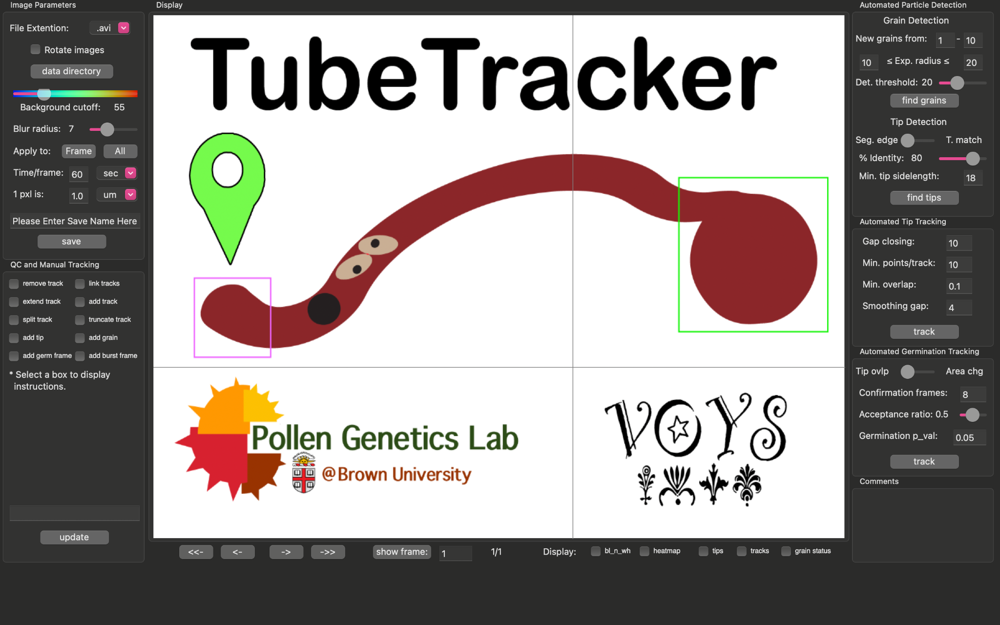 Image Parameters
File Extention: .avi
Rotate images
data directory
Background cutoff: 55
Blur radius: 7
Apply to: Frame All
Time/frame: 60 sec
1 pxl is: 1.0 um
Please Enter Save Name Here
save
QC and Manual Tracking
remove track link tracks
extend track add track
split track truncate track
add tip add grain
add germ frame add burst frame
* Select a box to display
instructions.
update
Display
TubeTracker
Pollen Genetics Lab
@Brown University
VOYS
<<- <- -> ->> show frame: 1 1/1 Display: bl_n_wh heatmap tips tracks grain status
Automated Particle Detection
Grain Detection
New grains from: 1 - 10
10 ≤ Exp. radius ≤ 20
Det. threshold: 20
find grains
Tip Detection
Seg. edge T. match
% Identity: 80
Min. tip sidelength: 18
find tips
Automated Tip Tracking
Gap closing: 10
Min. points/track: 10
Min. overlap: 0.1
Smoothing gap: 4
track
Automated Germination Tracking
Tip ovlp Area chg
Confirmation frames: 8
Acceptance ratio: 0.5
Germination p_val: 0.05
track
Comments